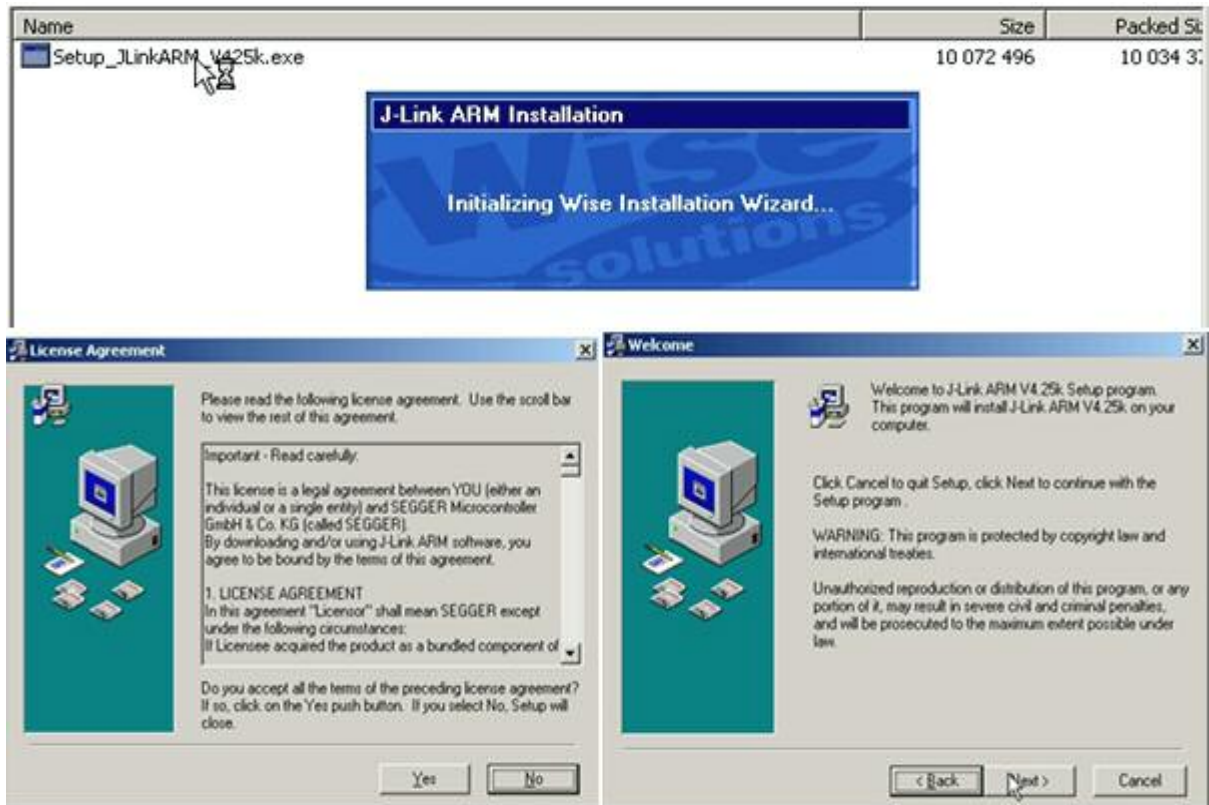 Name Size Packed Si
Setup_JLinkARM_V425k.exe 10 072 496 10 034 3
J-Link ARM Installation
Wise
Initializing Wise Installation Wizard...
solutions
License Agreement
Please read the following license agreement. Use the scroll bar
to view the rest of this agreement.
Important - Read carefully:
This license is a legal agreement between YOU (either an
individual or a single entity) and SEGGER Microcontroller
GmbH & Co. KG (called SEGGER).
By downloading and/or using J-Link ARM software, you
agree to be bound by the terms of this agreement.
1. LICENSE AGREEMENT
In this agreement "Licensor" shall mean SEGGER except
under the following circumstances:
If Licensee acquired the product as a bundled component of
Do you accept all the terms of the preceding license agreement?
If so, click on the Yes push button. If you select No, Setup will
close.
Yes No
Welcome
Welcome to J-Link ARM V4.25k Setup program.
This program will install J-Link ARM V4.25k on your
computer.
Click Cancel to quit Setup, click Next to continue with the
Setup program .
WARNING: This program is protected by copyright law and
international treaties.
Unauthorized reproduction or distribution of this program, or any
portion of it, may result in severe civil and criminal penalties,
and will be prosecuted to the maximum extent possible under
law.
< Back Next > Cancel